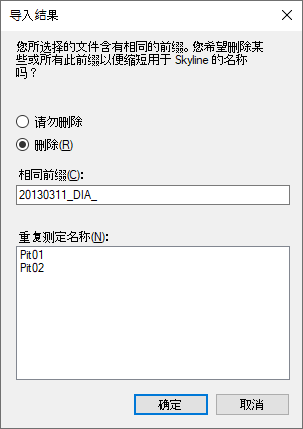 导入结果
您所选择的文件含有相同的前缀。您希望删除某
些或所有此前缀以便缩短用于 Skyline 的名称
吗？
请勿删除
删除(R)
相同前缀(C):
20130311_DIA_
重复测定名称(N):
Pit01
Pit02
确定
取消